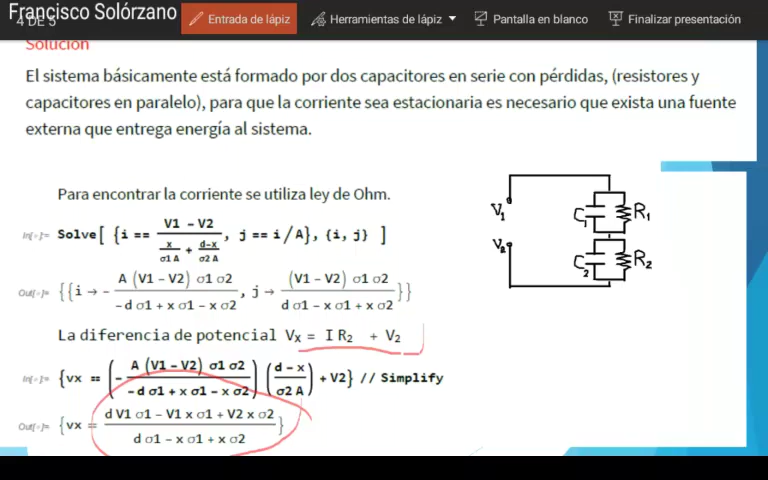 Francisco Solórzano
4 DE 5
Entrada de lápiz
Herramientas de lápiz
Pantalla en blanco
Finalizar presentación
Solución
El sistema básicamente está formado por dos capacitores en serie con pérdidas, (resistores y
capacitores en paralelo), para que la corriente sea estacionaria es necesario que exista una fuente
externa que entrega energía al sistema.
Para encontrar la corriente se utiliza ley de Ohm.
In[•]:= Solve[ {i == (V1 - V2)/(x/(σ1 A) + (d-x)/(σ2 A)), j == i/A}, {i, j} ]
Out[•]= {{i → - (A (V1 - V2) σ1 σ2)/(-d σ1 + x σ1 - x σ2), j → ((V1 - V2) σ1 σ2)/(d σ1 - x σ1 + x σ2)}}
La diferencia de potencial Vx = I R2 + V2
In[•]:= {vx == (- (A (V1 - V2) σ1 σ2)/(-d σ1 + x σ1 - x σ2)) ((d - x)/(σ2 A)) + V2} // Simplify
Out[•]= {vx = (d V1 σ1 - V1 x σ1 + V2 x σ2)/(d σ1 - x σ1 + x σ2)}
V1
C1
R1
V2
C2
R2